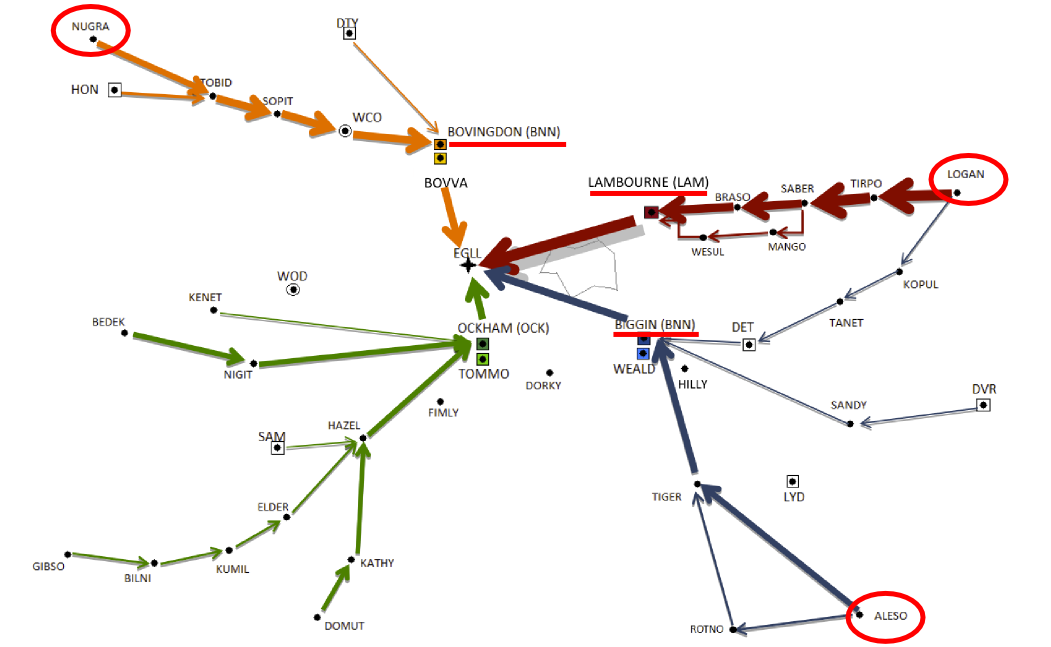 NUGRA
DTY
HON
TOBID
SOPIT
WCO
BOVINGDON (BNN)
BOVVA
LAMBOURNE (LAM)
BRASO
SABER
TIRPO
LOGAN
WESUL
MANGO
EGLL
KOPUL
WOD
KENET
BEDEK
TANET
OCKHAM (OCK)
BIGGIN (BNN)
DET
NIGIT
TOMMO
DORKY
WEALD
HILLY
DVR
FIMLY
SANDY
HAZEL
SAM
TIGER
LYD
ELDER
GIBSO
BILNI
KUMIL
KATHY
DOMUT
ROTNO
ALESO